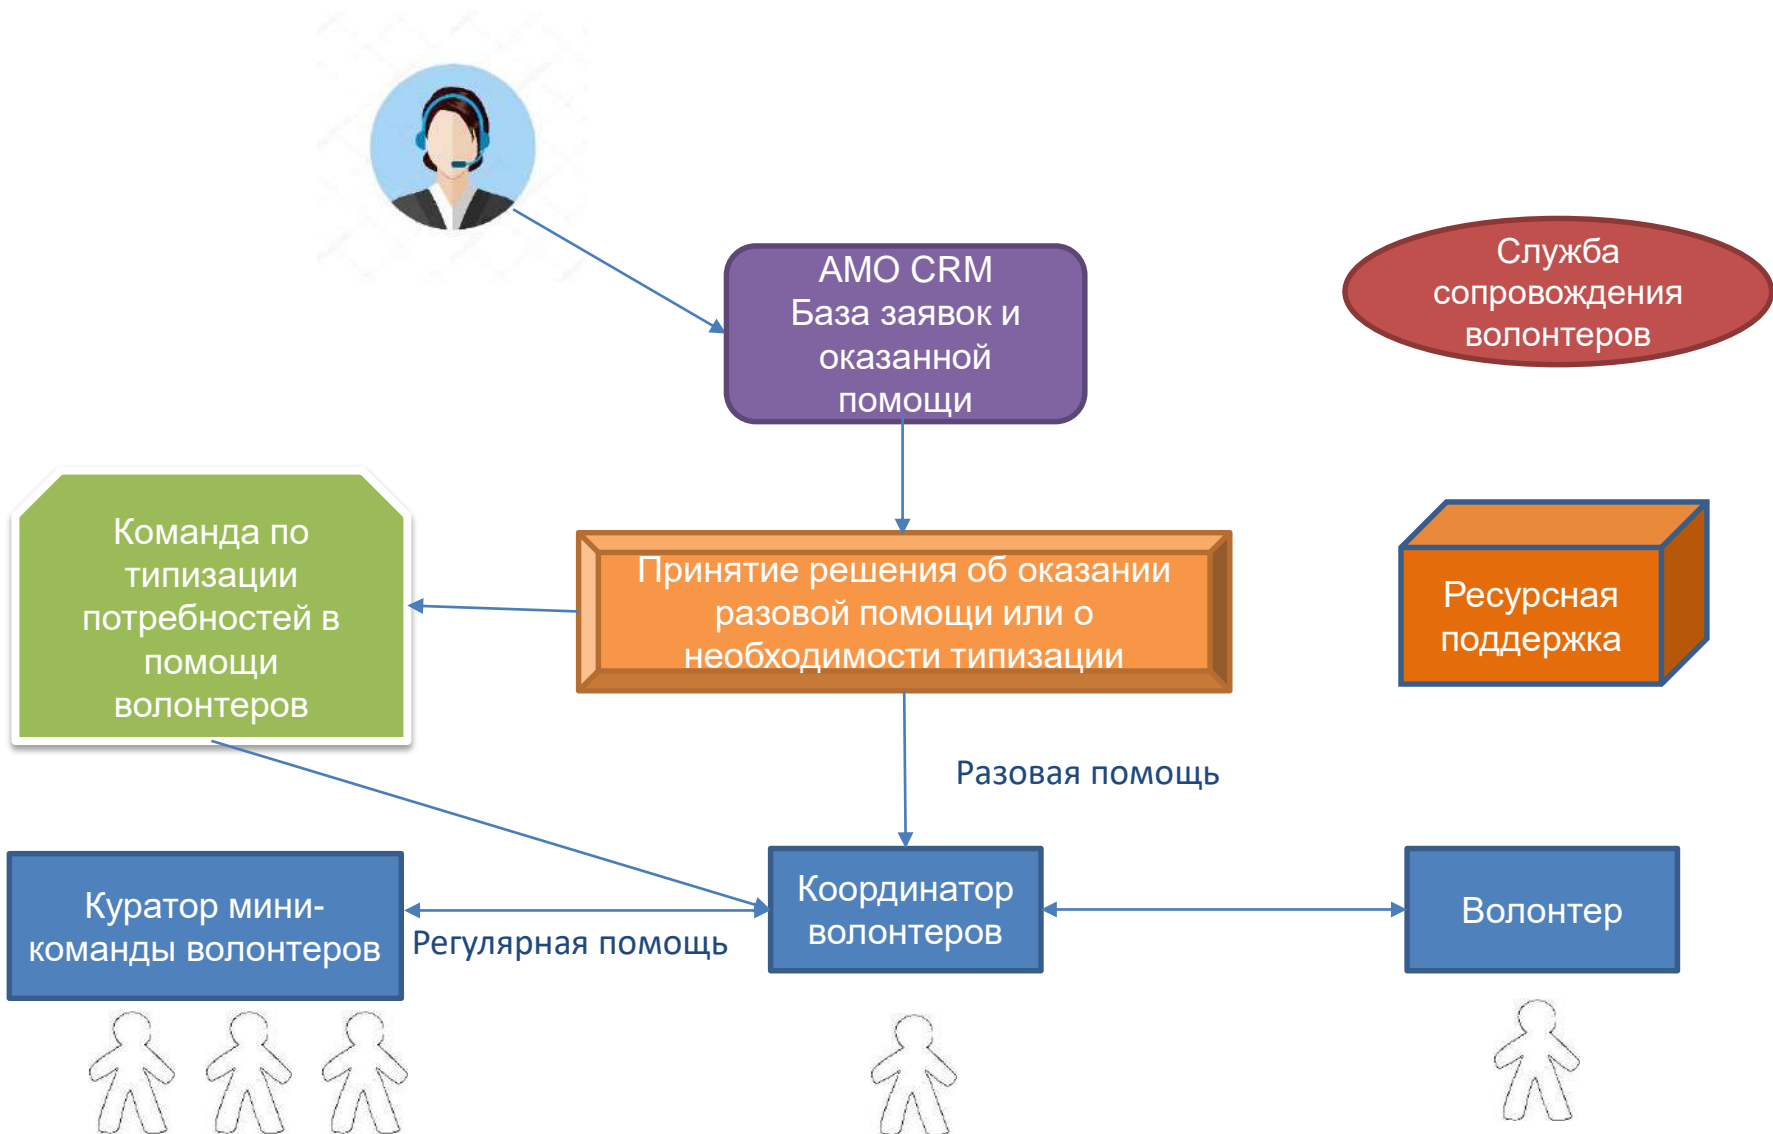 АМО CRM
База заявок и
оказанной
помощи
Служба
сопровождения
волонтеров
Команда по
типизации
потребностей в
помощи
волонтеров
Принятие решения об оказании
разовой помощи или о
необходимости типизации
Ресурсная
поддержка
Разовая помощь
Куратор мини-
команды волонтеров
Регулярная помощь
Координатор
волонтеров
Волонтер